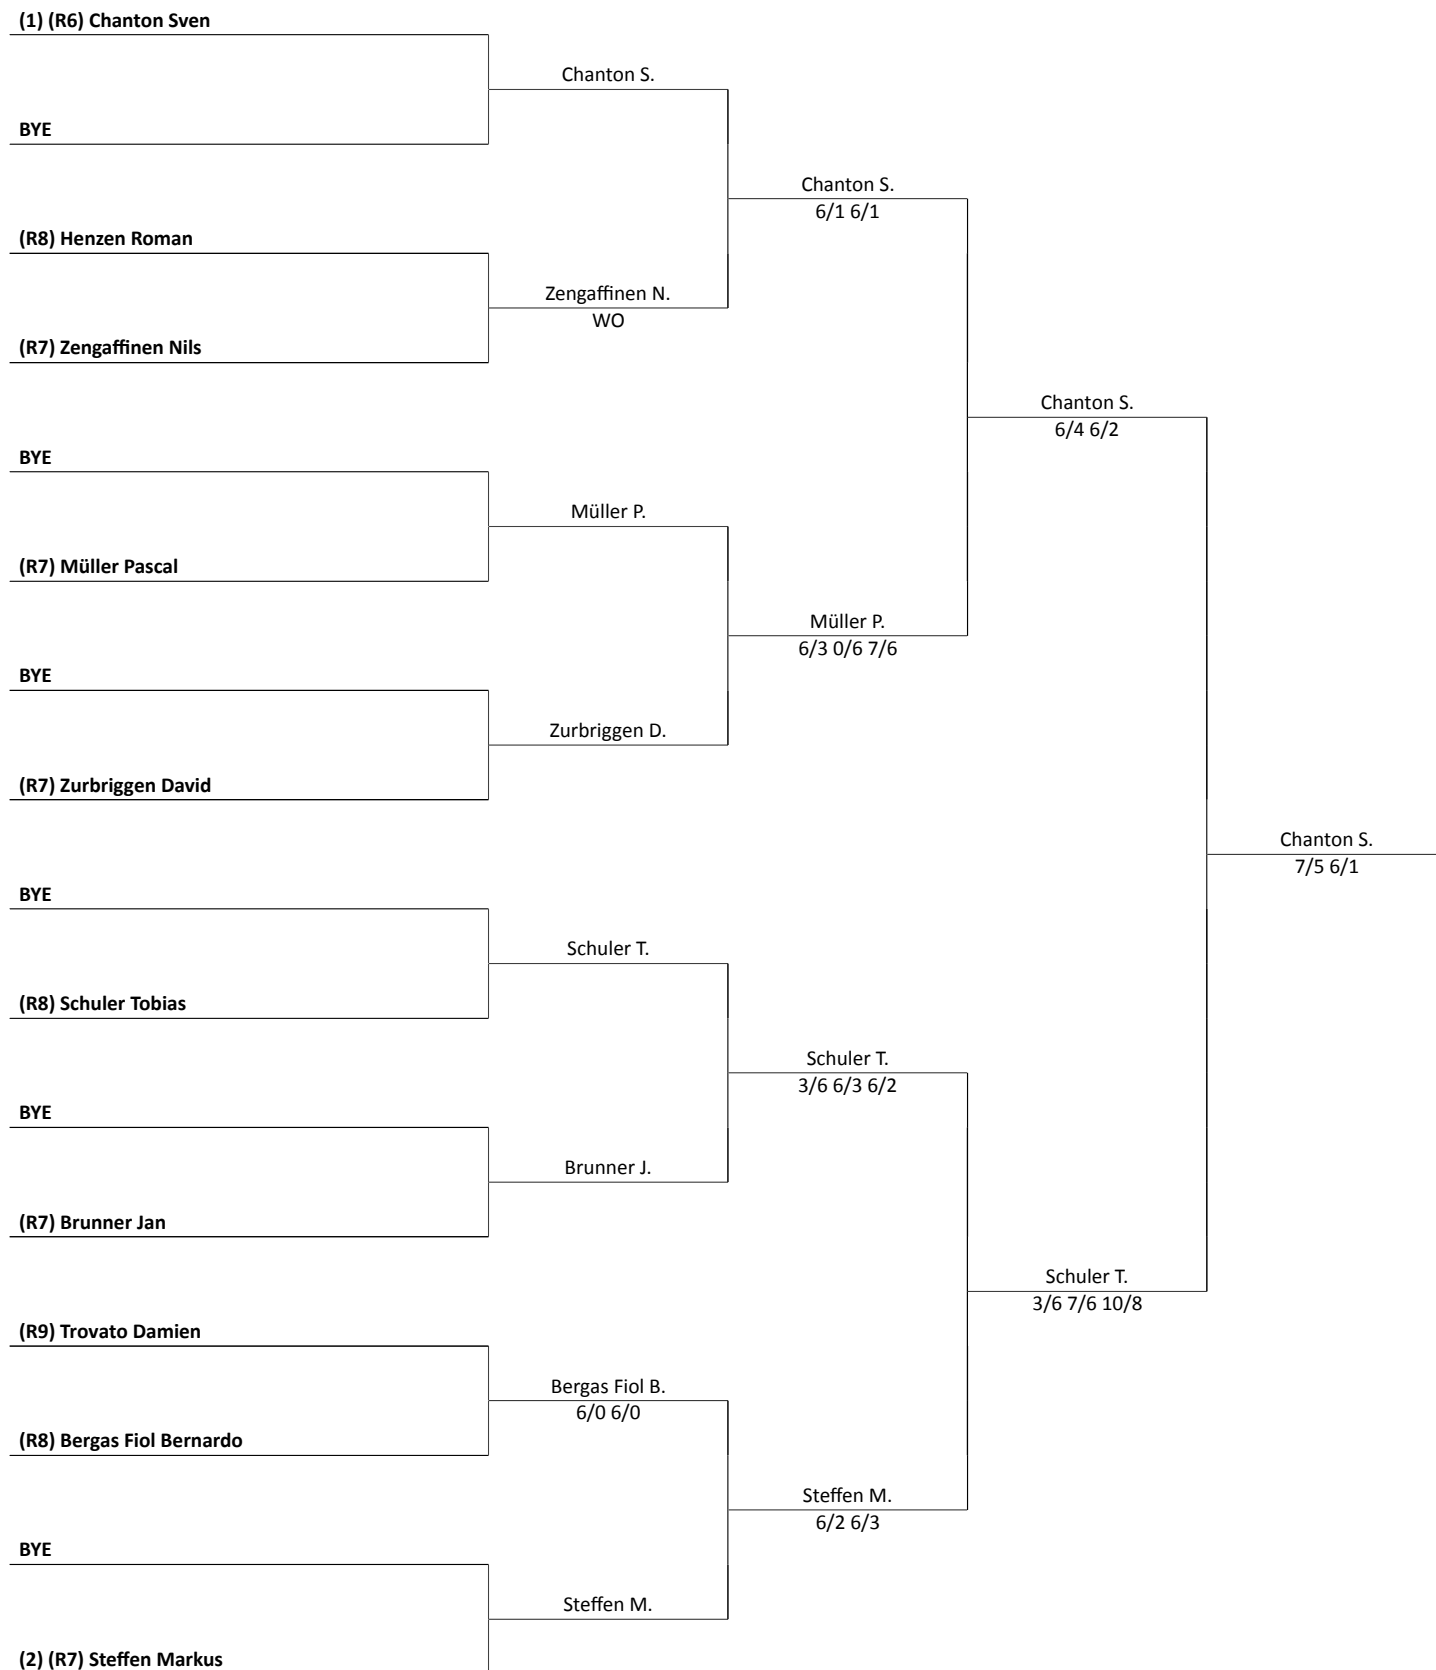 (1) (R6) Chanton Sven
Chanton S.
BYE
Chanton S.
6/1 6/1
(R8) Henzen Roman
Zengaffinen N.
WO
(R7) Zengaffinen Nils
Chanton S.
6/4 6/2
BYE
Müller P.
(R7) Müller Pascal
Müller P.
6/3 0/6 7/6
BYE
Zurbriggen D.
(R7) Zurbriggen David
Chanton S.
7/5 6/1
BYE
Schuler T.
(R8) Schuler Tobias
Schuler T.
3/6 6/3 6/2
BYE
Brunner J.
(R7) Brunner Jan
Schuler T.
3/6 7/6 10/8
(R9) Trovato Damien
Bergas Fiol B.
6/0 6/0
(R8) Bergas Fiol Bernardo
Steffen M.
6/2 6/3
BYE
Steffen M.
(2) (R7) Steffen Markus